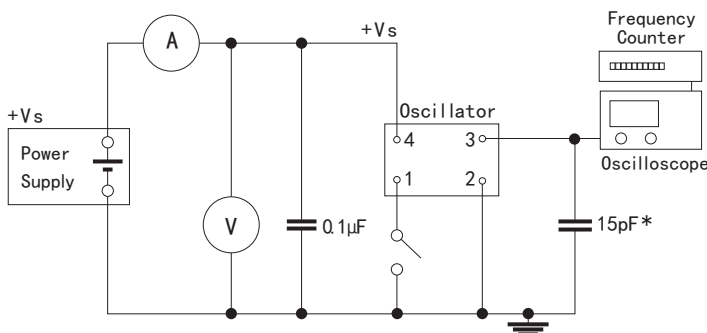 Frequency
Counter
+Vs
A
Oscillator
+Vs
4
3
Power
Supply
Oscilloscope
1
2
V
0.1μF
15pF*